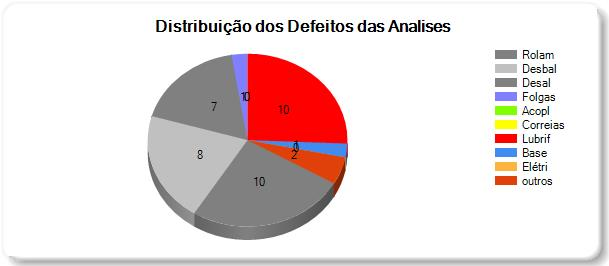 Distribuição dos Defeitos das Analises
Rolam
Desbal
Desal
Folgas
Acopl
Correias
Lubrif
Base
Elétri
outros
7
10
8
10
2